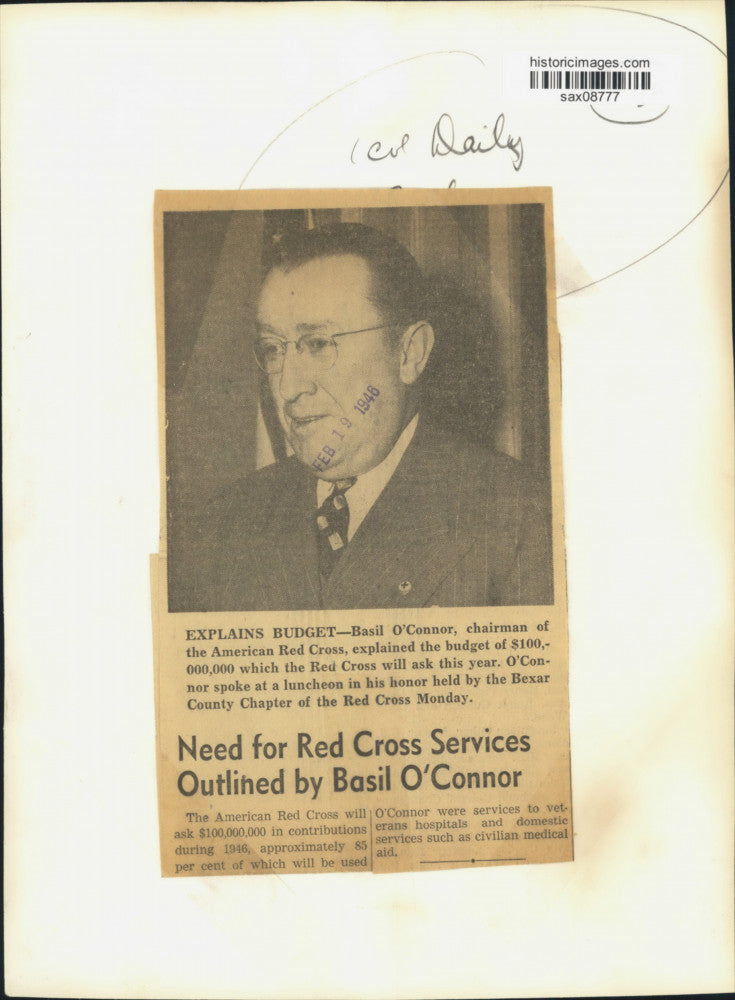 historicimages.com
sax08777
Daily
FEB 19 1946
EXPLAINS BUDGET—Basil O'Connor, chairman of
the American Red Cross, explained the budget of $100,-
000,000 which the Red Cross will ask this year. O'Con-
nor spoke at a luncheon in his honor held by the Bexar
County Chapter of the Red Cross Monday.
Need for Red Cross Services
Outlined by Basil O'Connor
The American Red Cross will
ask $100,000,000 in contributions
during 1946, approximately 85
per cent of which will be used
O'Connor were services to vet-
erans hospitals and domestic
services such as civilian medical
aid.